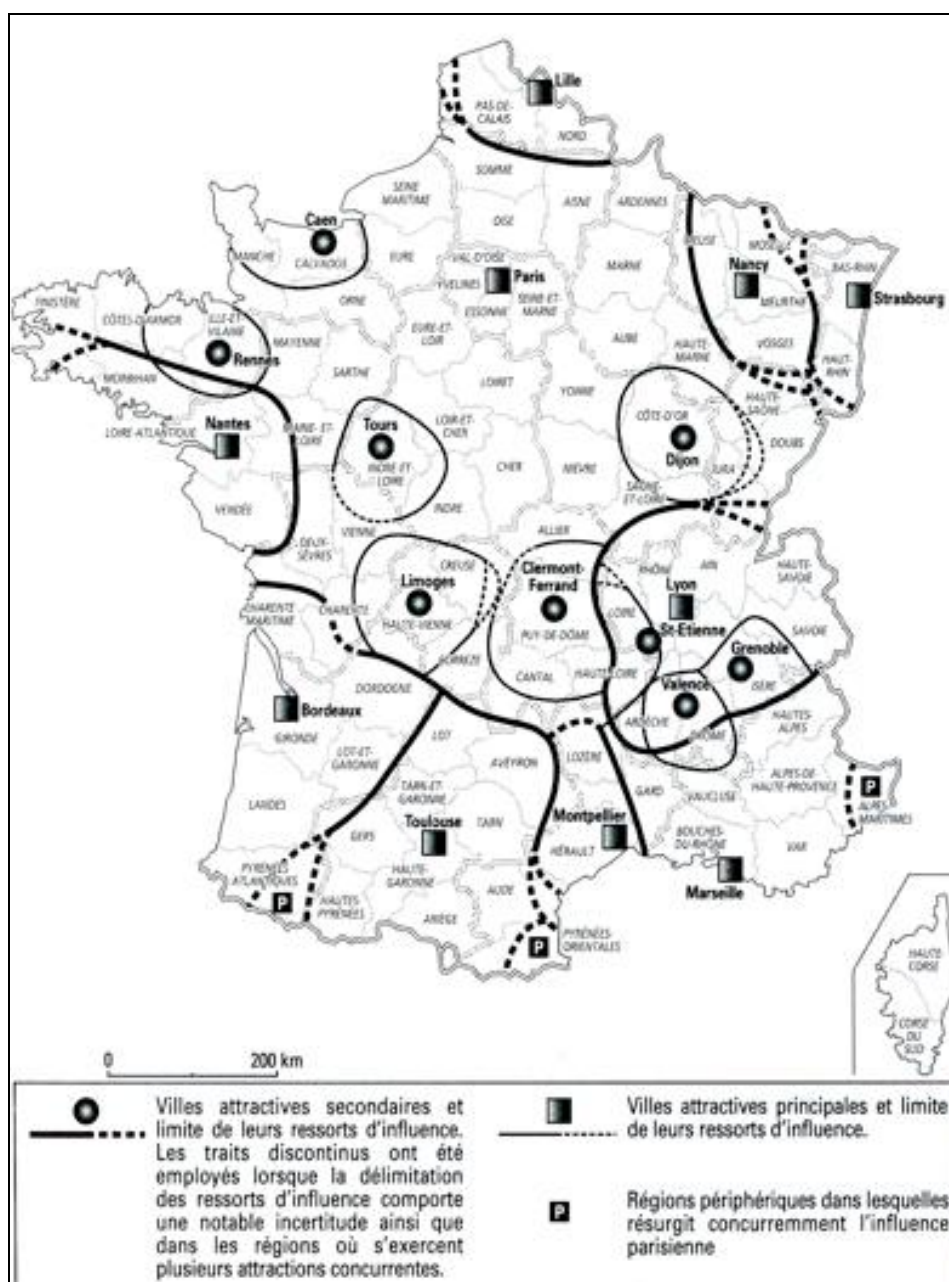 Lille
PAS-DE-
CALAIS
NORD
SOMME
SEINE
MARITIME
AISNE
ARDENNES
OISE
Caen
MANCHE
CALVADOS
EURE
VAL-D'OISE
Paris
YVELINES
ESSONNE
SEINE-ET-
MARNE
MARNE
MEUSE
Nancy
MEURTHE
BAS-RHIN
Strasbourg
FINISTÈRE
CÔTES-D'ARMOR
ILLE-ET-
VILAINE
Rennes
MAYENNE
ORNE
EURE-ET-
LOIR
AUBE
HAUTE-
MARNE
VOSGES
HAUT-
RHIN
MORBIHAN
SARTHE
LOIRET
YONNE
HAUTE-
SAÔNE
LOIRE-ATLANTIQUE
Nantes
Tours
INDRE ET
LOIRE
LOIR-ET-
CHER
CHER
NIEVRE
CÔTE-D'OR
Dijon
DOUBS
JURA
SAÔNE-
ET-LOIRE
VENDÉE
DEUX-
SÈVRES
VIENNE
INDRE
ALLIER
CREUSE
Limoges
HAUTE-VIENNE
Clermont-
Ferrand
PUY-DE-DÔME
RHÔNE
AIN
HAUTE-
SAVOIE
Lyon
LOIRE
St-Etienne
SAVOIE
Grenoble
ISÈRE
CHARENTE
MARITIME
CHARENTE
CORRÈZE
CANTAL
HAUTE-LOIRE
Valence
ARDÈCHE
DRÔME
HAUTES-
ALPES
DORDOGNE
Bordeaux
GIRONDE
LOT-ET-
GARONNE
LOT
AVEYRON
LOZÈRE
GARD
VAUCLUSE
ALPES-DE-
HAUTE-PROVENCE
P
ALPES
MARITIMES
LANDES
TARN-ET-
GARONNE
GERS
Toulouse
TARN
Montpellier
HÉRAULT
BOUCHES-
DU-RHÔNE
Marseille
VAR
PYRÉNÉES
ATLANTIQUES
P
HAUTES-
PYRÉNÉES
HAUTE-
GARONNE
ARIÈGE
AUDE
P
PYRÉNÉES
ORIENTALES
HAUTE-
CORSE
CORSE
DU
SUD
0 200 km
Villes attractives secondaires et
limite de leurs ressorts d'influence.
Les traits discontinus ont été
employés lorsque la délimitation
des ressorts d'influence comporte
une notable incertitude ainsi que
dans les régions où s'exercent
plusieurs attractions concurrentes.
Villes attractives principales et limite
de leurs ressorts d'influence.
P
Régions périphériques dans lesquelles
résurgit concurremment l'influence
parisienne